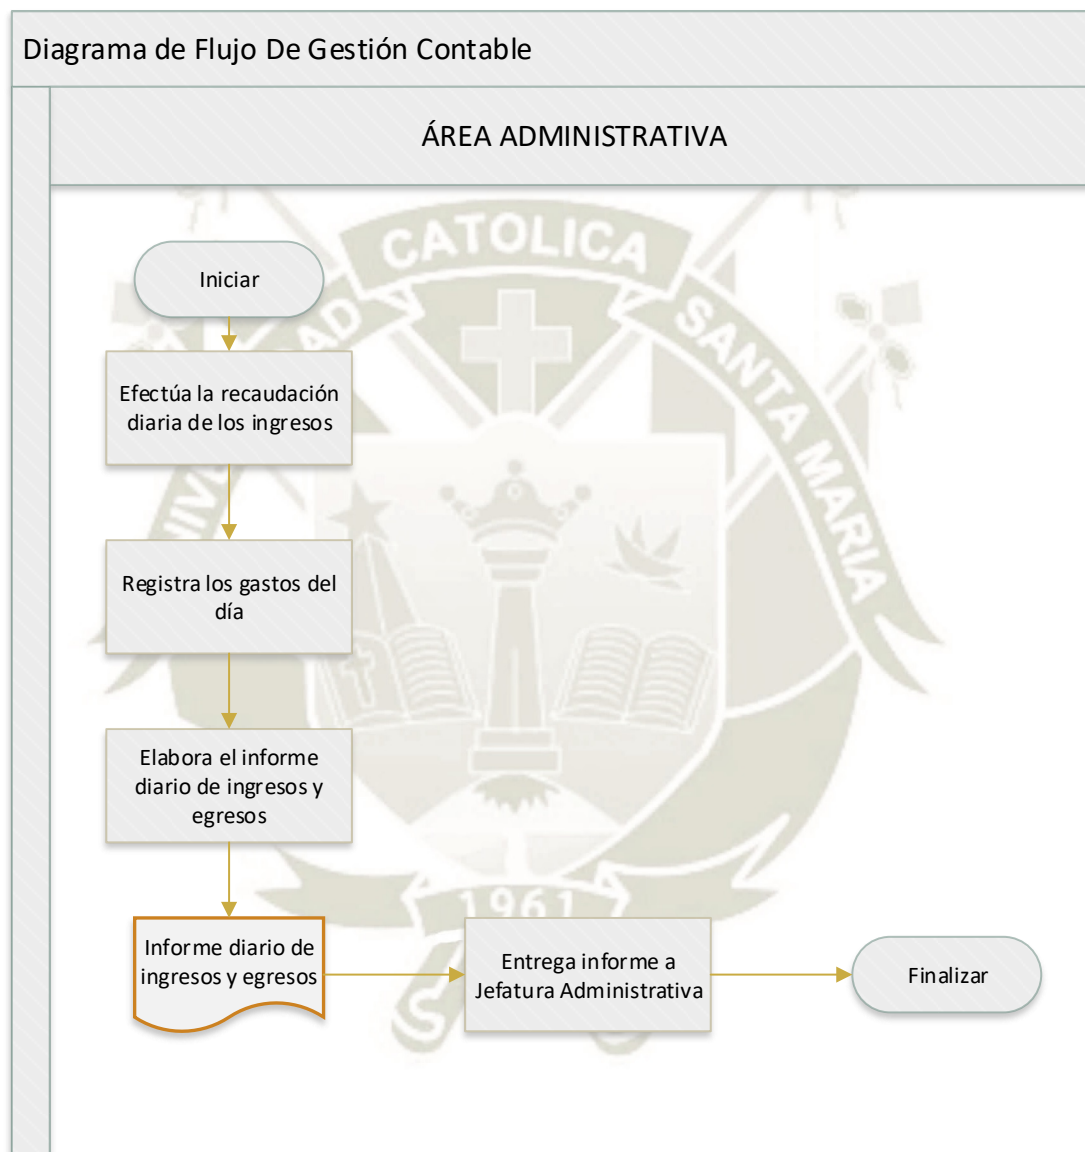 Diagrama de Flujo De Gestión Contable
ÁREA ADMINISTRATIVA
CATOLICA
SANTA MARIA
Iniciar
Efectúa la recaudación
diaria de los ingresos
Registra los gastos del
día
Elabora el informe
diario de ingresos y
egresos
1961
Informe diario de
ingresos y egresos
Entrega informe a
Jefatura Administrativa
Finalizar